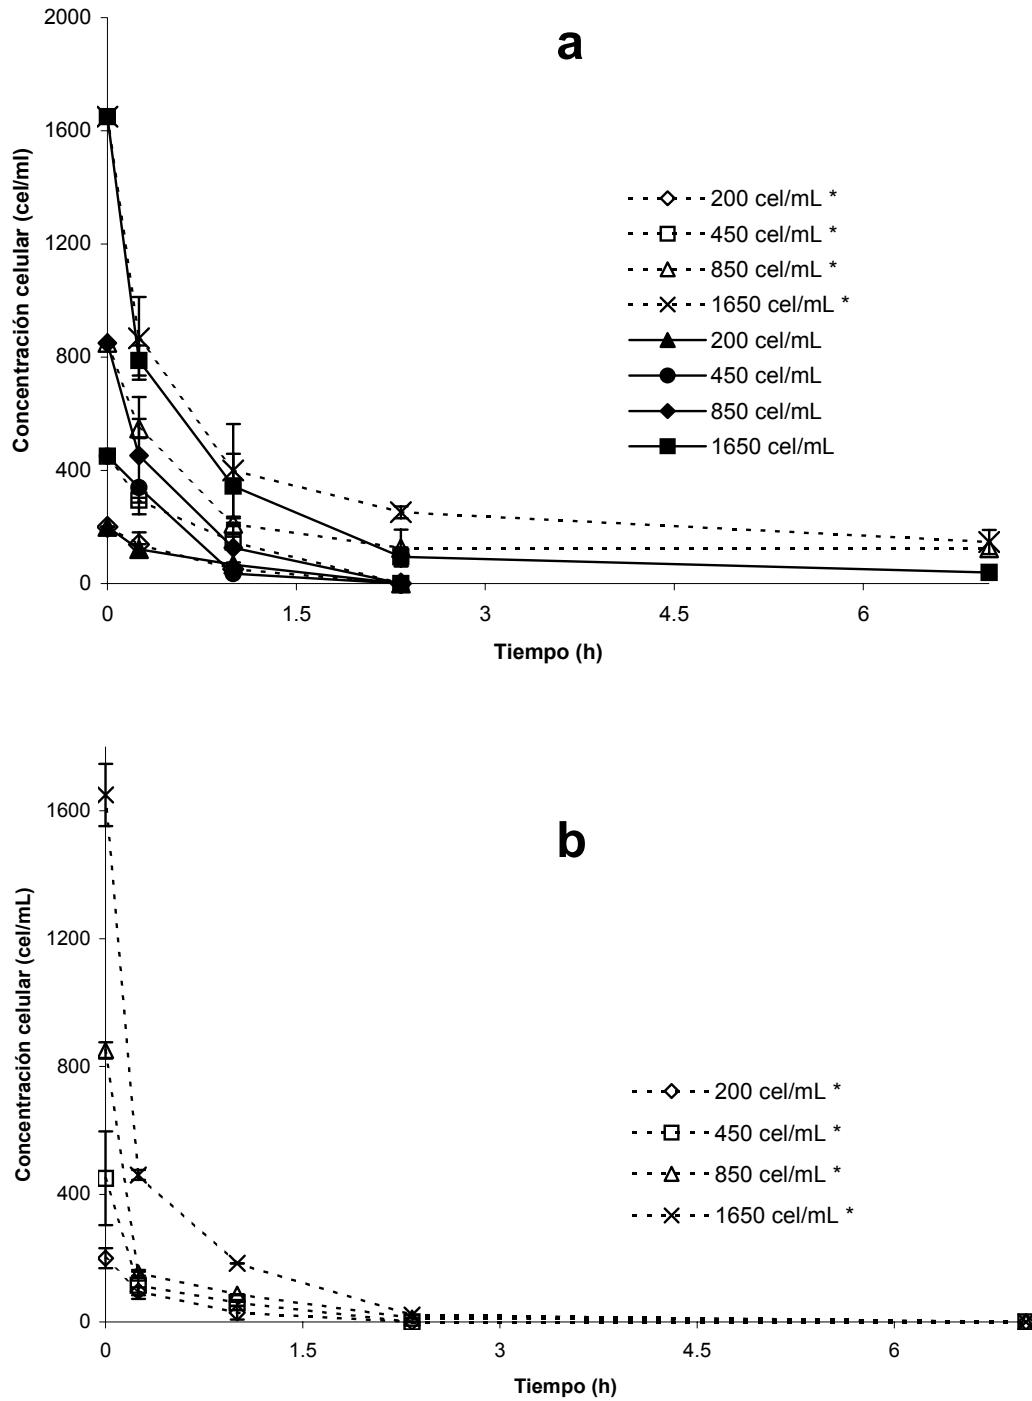 a
2000
1600
1200
800
400
0
Concentración celular (cel/ml)
200 cel/mL *
450 cel/mL *
850 cel/mL *
1650 cel/mL *
200 cel/mL
450 cel/mL
850 cel/mL
1650 cel/mL
0 1.5 3 4.5 6
Tiempo (h)
b
1600
1200
800
400
0
Concentración celular (cel/mL)
200 cel/mL *
450 cel/mL *
850 cel/mL *
1650 cel/mL *
0 1.5 3 4.5 6
Tiempo (h)